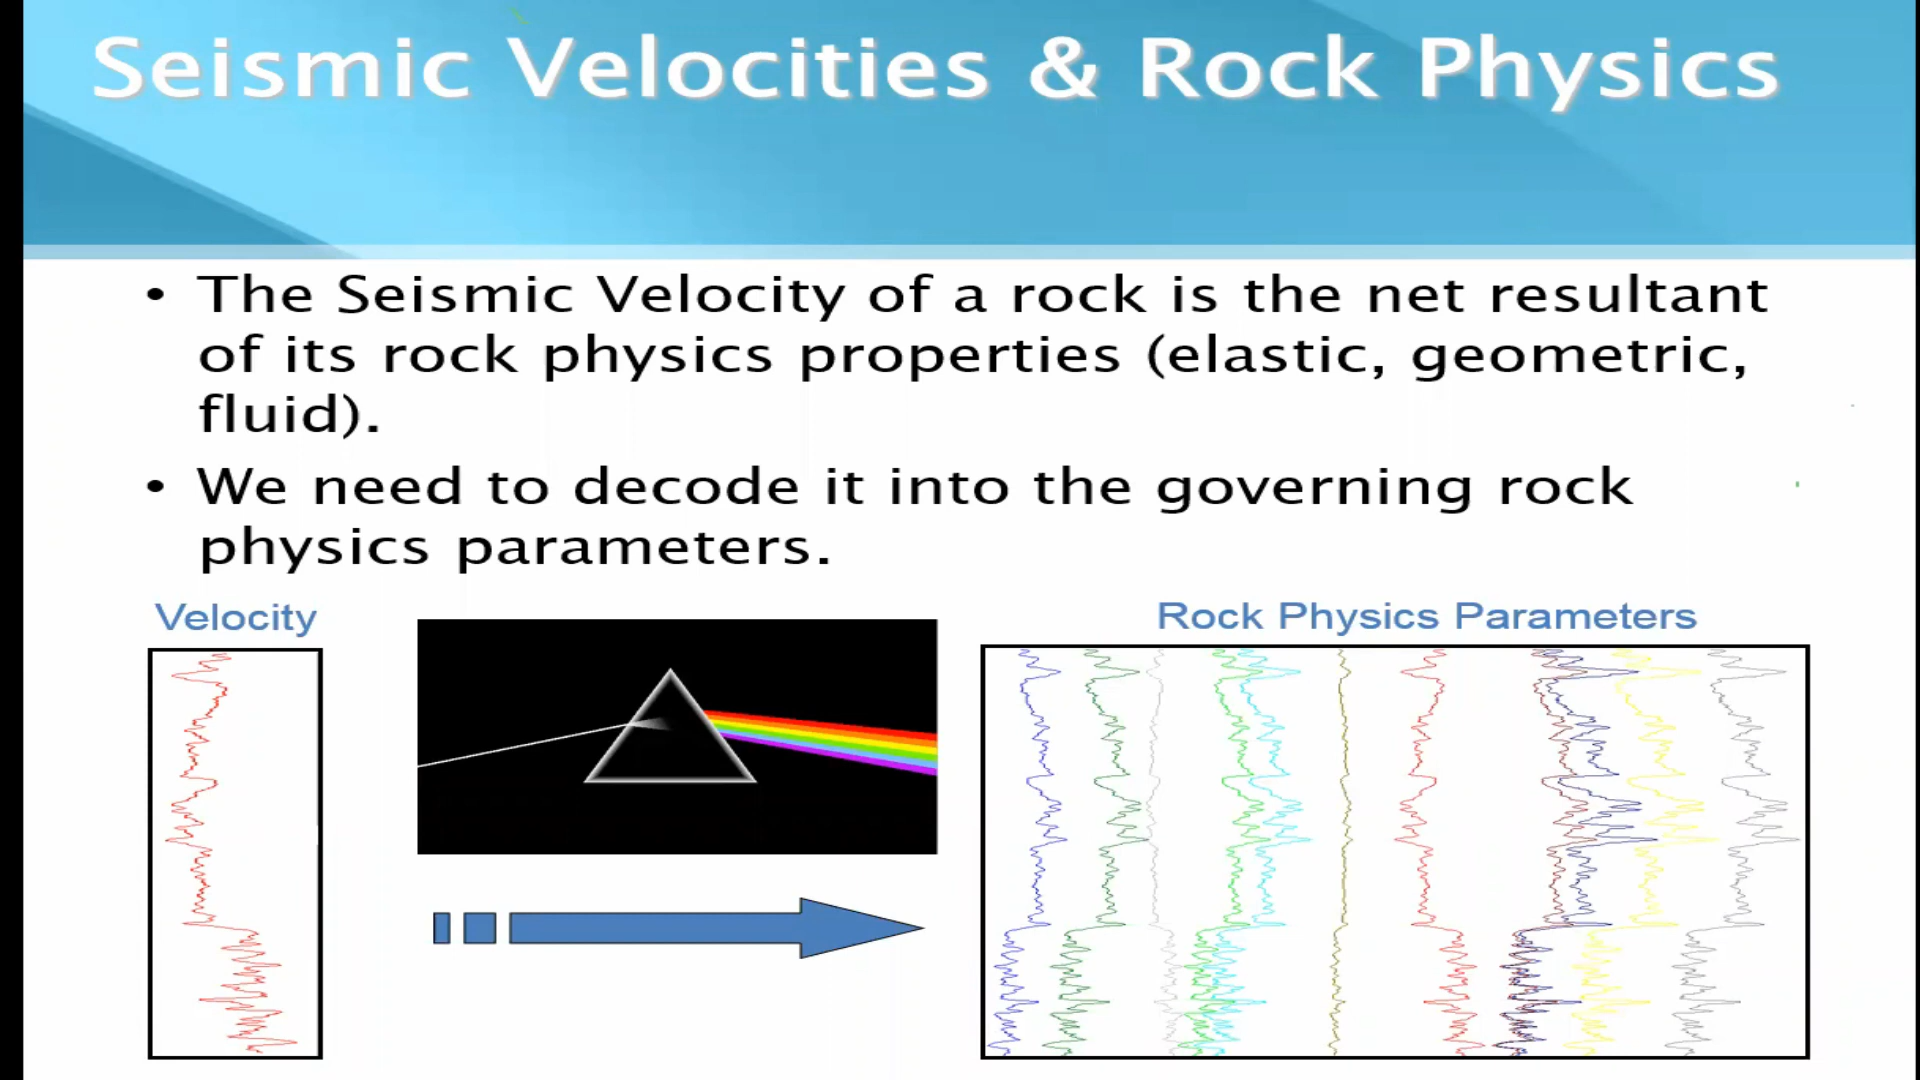 Seismic Velocities & Rock Physics
• The Seismic Velocity of a rock is the net resultant
of its rock physics properties (elastic, geometric,
fluid).
• We need to decode it into the governing rock
physics parameters.
Velocity
Rock Physics Parameters